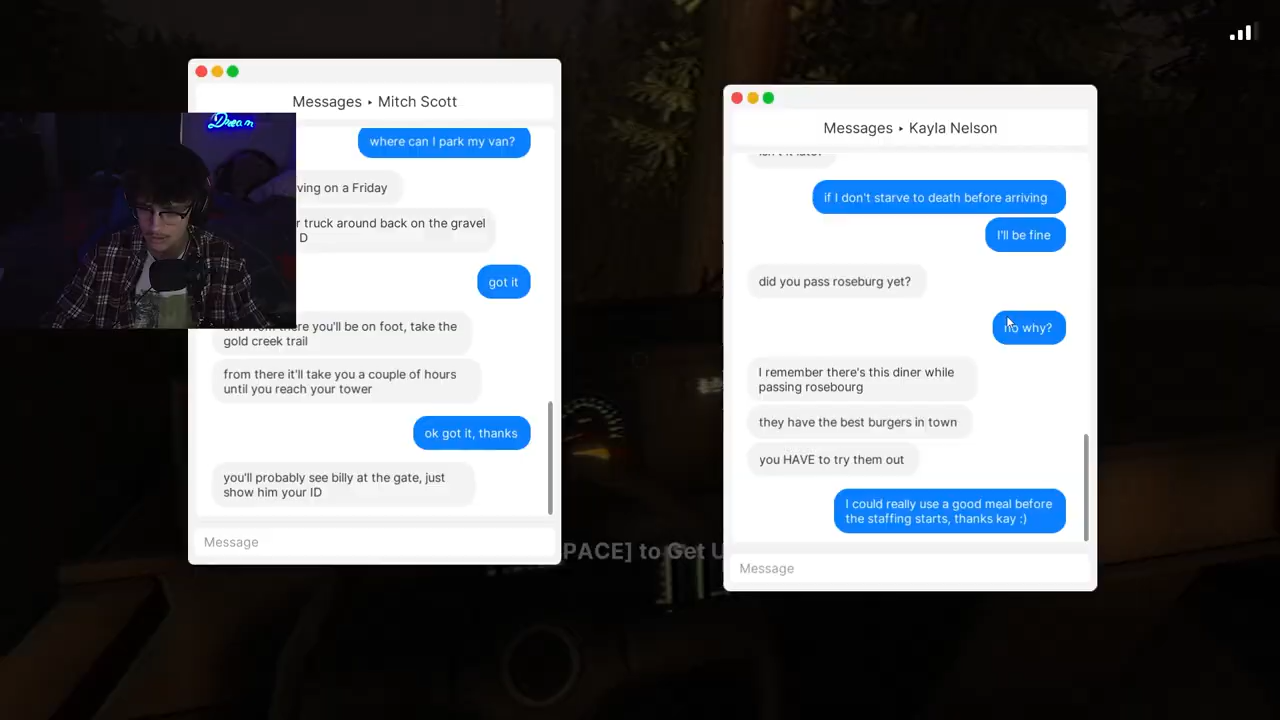 Messages ▸ Mitch Scott
where can I park my van?
ving on a Friday
r truck around back on the gravel
D
got it
and from there you'll be on foot, take the
gold creek trail
from there it'll take you a couple of hours
until you reach your tower
ok got it, thanks
you'll probably see billy at the gate, just
show him your ID
Message
Dream
PACE] to Get U
Messages ▸ Kayla Nelson
isn't it late?
if I don't starve to death before arriving
I'll be fine
did you pass roseburg yet?
no why?
I remember there's this diner while
passing rosebourg
they have the best burgers in town
you HAVE to try them out
I could really use a good meal before
the staffing starts, thanks kay :)
Message